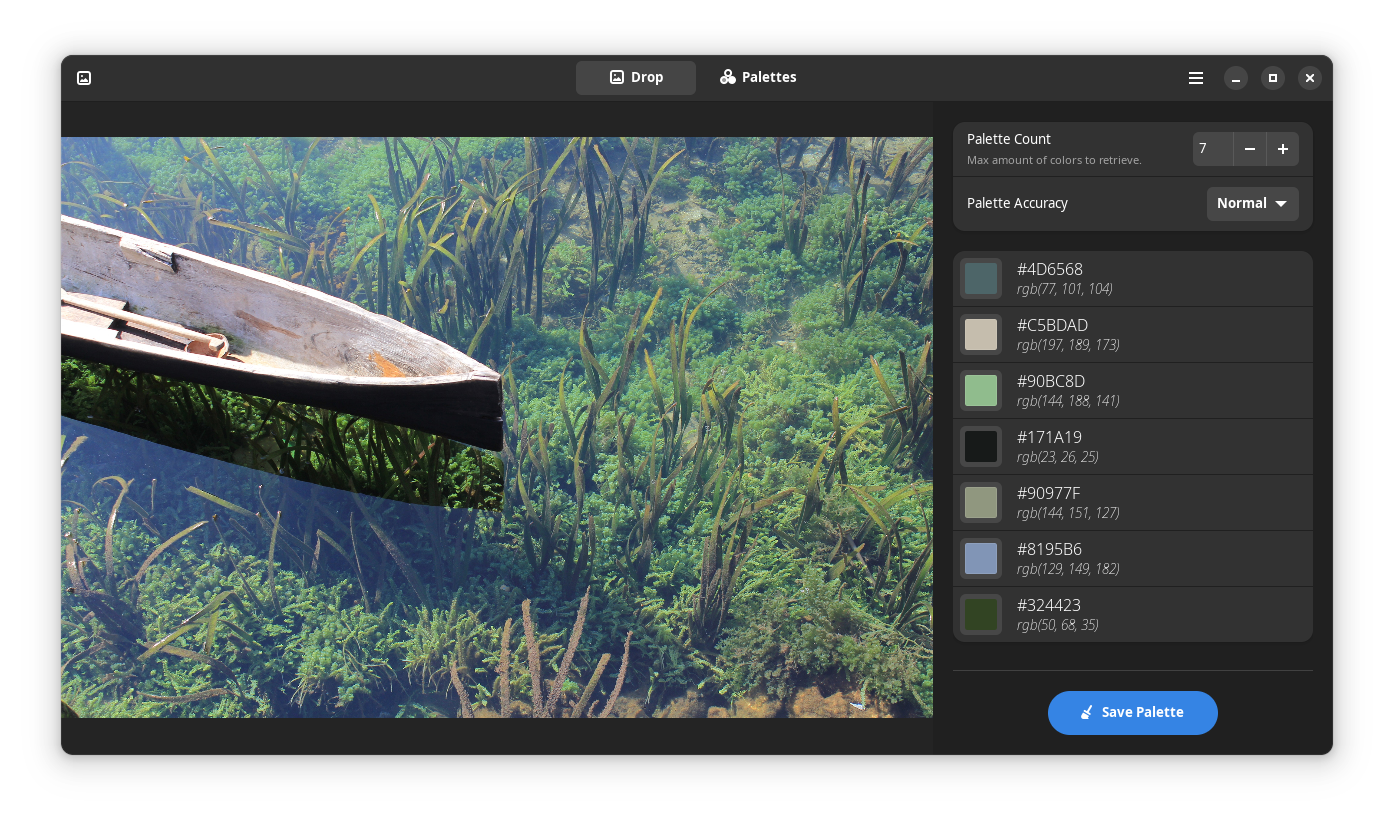 Drop
Palettes
Palette Count
Max amount of colors to retrieve.
7
Palette Accuracy
Normal
#4D6568
rgb(77, 101, 104)
#C5BDAD
rgb(197, 189, 173)
#90BC8D
rgb(144, 188, 141)
#171A19
rgb(23, 26, 25)
#90977F
rgb(144, 151, 127)
#8195B6
rgb(129, 149, 182)
#324423
rgb(50, 68, 35)
Save Palette